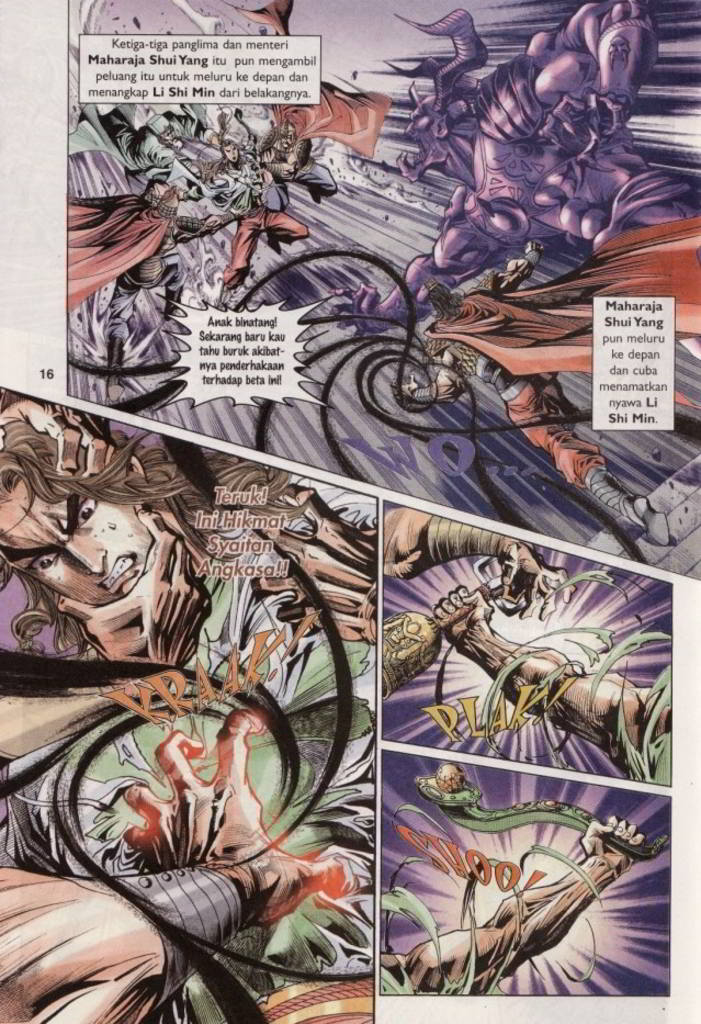 Ketiga-tiga panglima dan menteri
Maharaja Shui Yang itu pun mengambil
peluang itu untuk meluru ke depan dan
menangkap Li Shi Min dari belakangnya.
Anak binatang!
Sekarang baru kau
tahu buruk akibat-
nya penderhakaan
terhadap beta ini!
Maharaja
Shui Yang
pun meluru
ke depan
dan cuba
menamatkan
nyawa Li
Shi Min.
16
WO...
Teruk!
Ini Hikmat
Syaitan
Angkasa!!
KRAAK!
PLAK!
SHOO!